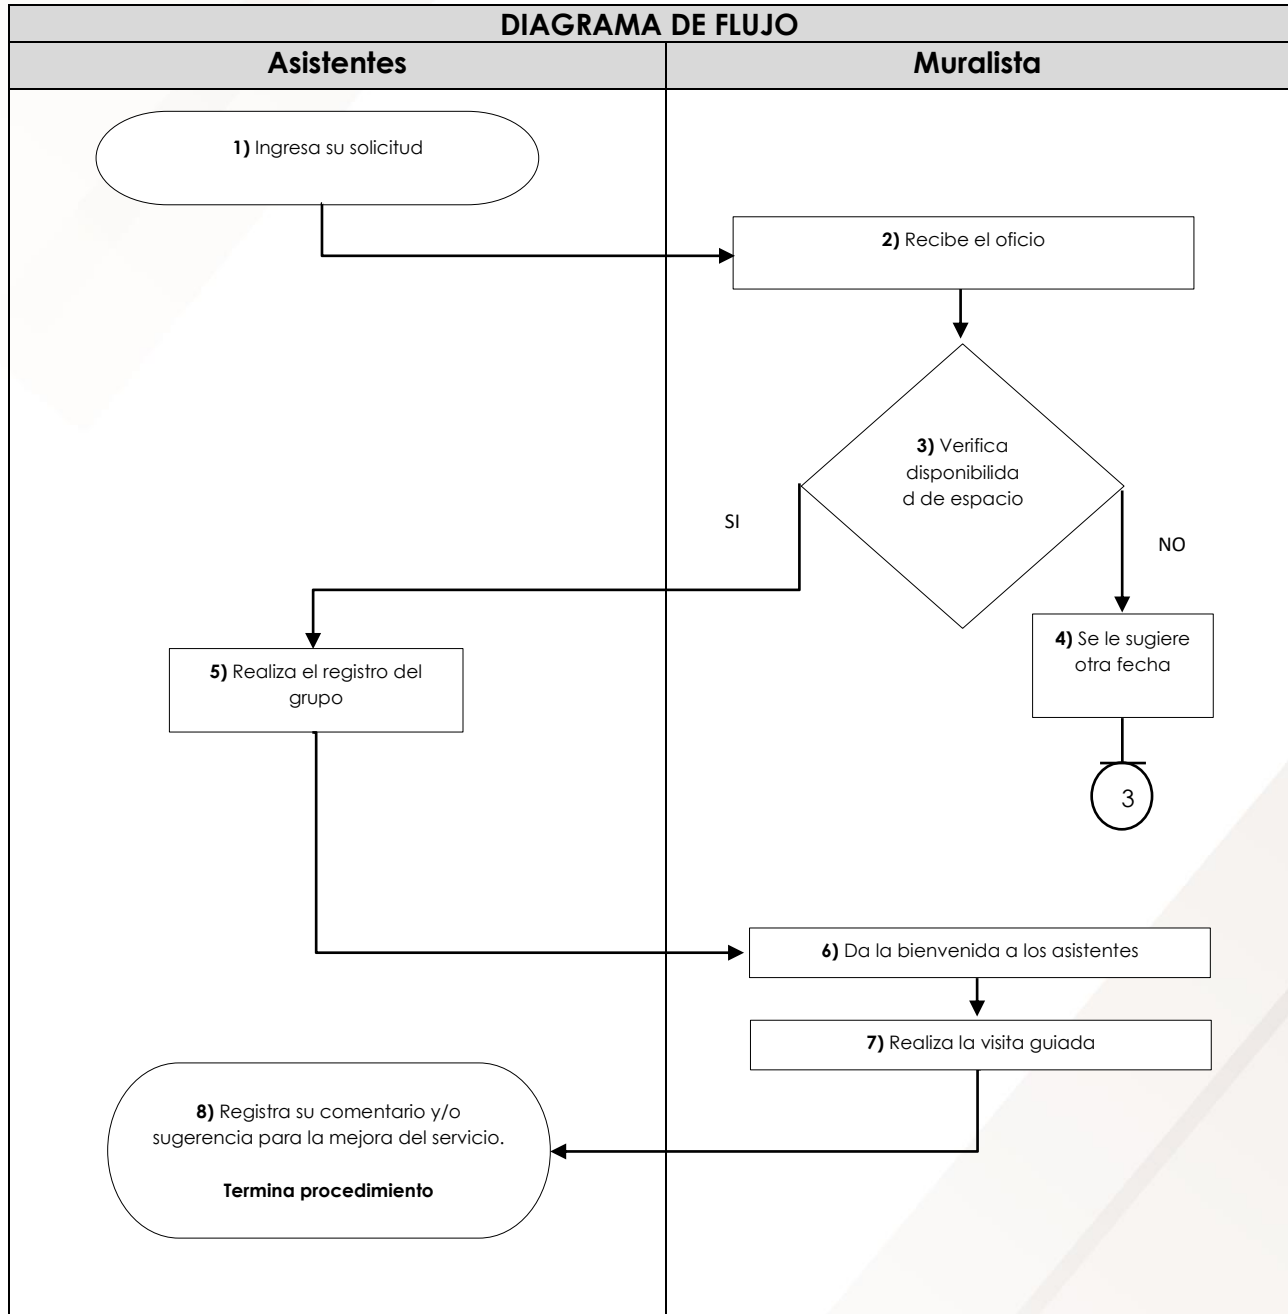 DIAGRAMA DE FLUJO
Asistentes
Muralista
1) Ingresa su solicitud
2) Recibe el oficio
3) Verifica
disponibilida
d de espacio
SI
NO
4) Se le sugiere
otra fecha
3
5) Realiza el registro del
grupo
6) Da la bienvenida a los asistentes
7) Realiza la visita guiada
8) Registra su comentario y/o
sugerencia para la mejora del servicio.
Termina procedimiento